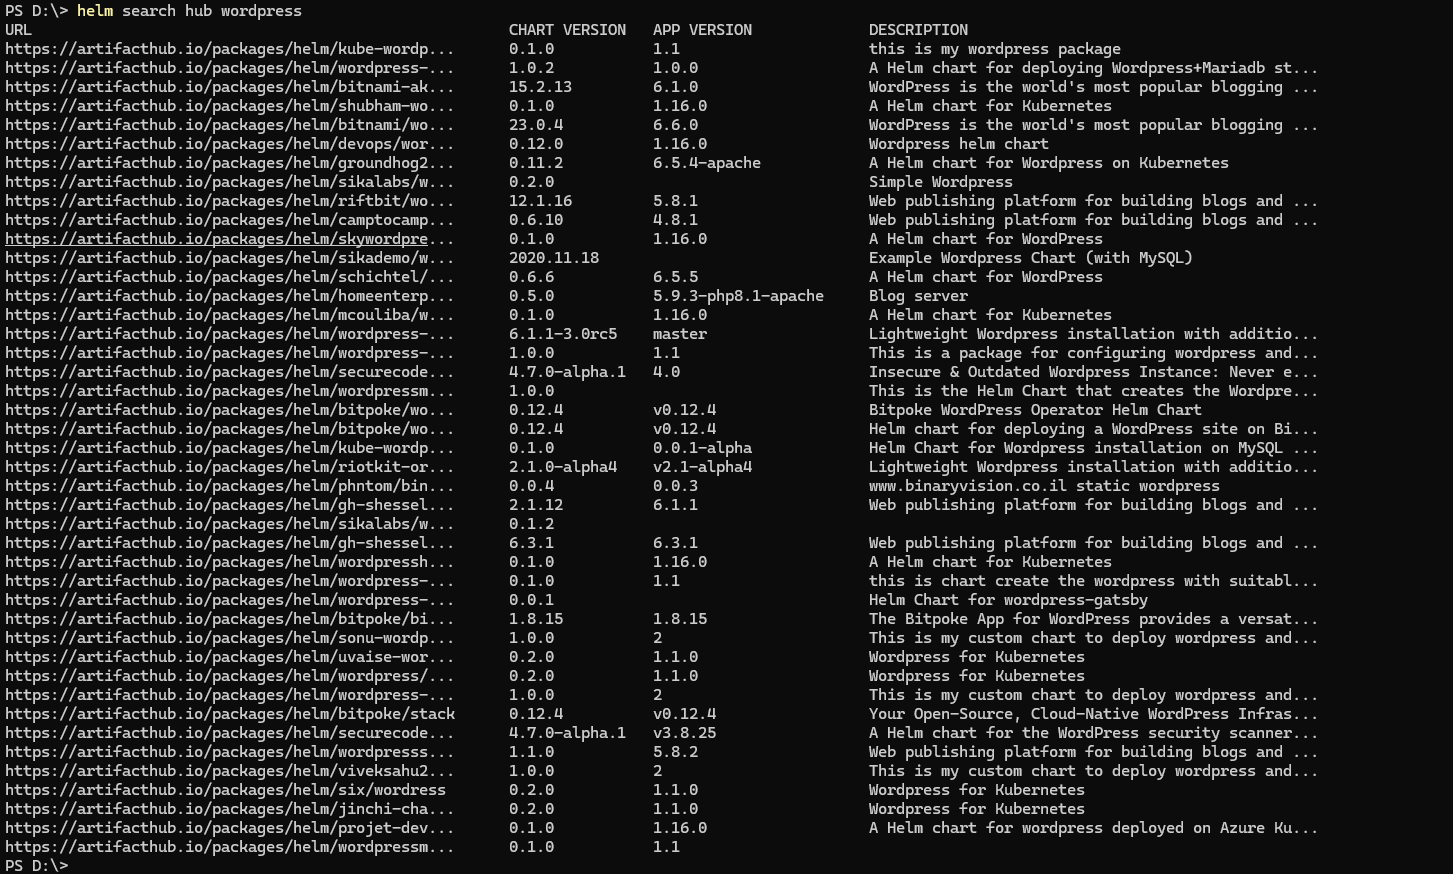 PS D:\> helm search hub wordpress
URL CHART VERSION APP VERSION DESCRIPTION
https://artifacthub.io/packages/helm/kube-wordp... 0.1.0 1.1 this is my wordpress package
https://artifacthub.io/packages/helm/wordpress-... 1.0.2 1.0.0 A Helm chart for deploying Wordpress+Mariadb st...
https://artifacthub.io/packages/helm/bitnami-ak... 15.2.13 6.1.0 WordPress is the world's most popular blogging ...
https://artifacthub.io/packages/helm/shubham-wo... 0.1.0 1.16.0 A Helm chart for Kubernetes
https://artifacthub.io/packages/helm/bitnami/wo... 23.0.4 6.6.0 WordPress is the world's most popular blogging ...
https://artifacthub.io/packages/helm/devops/wor... 0.12.0 1.16.0 Wordpress helm chart
https://artifacthub.io/packages/helm/groundhog2... 0.11.2 6.5.4-apache A Helm chart for Wordpress on Kubernetes
https://artifacthub.io/packages/helm/sikalabs/w... 0.2.0 Simple Wordpress
https://artifacthub.io/packages/helm/riftbit/wo... 12.1.16 5.8.1 Web publishing platform for building blogs and ...
https://artifacthub.io/packages/helm/camptocamp... 0.6.10 4.8.1 Web publishing platform for building blogs and ...
https://artifacthub.io/packages/helm/skywordpre... 0.1.0 1.16.0 A Helm chart for WordPress
https://artifacthub.io/packages/helm/sikademo/w... 2020.11.18 Example Wordpress Chart (with MySQL)
https://artifacthub.io/packages/helm/schichtel/... 0.6.6 6.5.5 A Helm chart for WordPress
https://artifacthub.io/packages/helm/homeenterp... 0.5.0 5.9.3-php8.1-apache Blog server
https://artifacthub.io/packages/helm/mcouliba/w... 0.1.0 1.16.0 A Helm chart for Kubernetes
https://artifacthub.io/packages/helm/wordpress-... 6.1.1-3.0rc5 master Lightweight Wordpress installation with additio...
https://artifacthub.io/packages/helm/wordpress-... 1.0.0 1.1 This is a package for configuring wordpress and...
https://artifacthub.io/packages/helm/securecode... 4.7.0-alpha.1 4.0 Insecure & Outdated Wordpress Instance: Never e...
https://artifacthub.io/packages/helm/wordpressm... 1.0.0 This is the Helm Chart that creates the Wordpre...
https://artifacthub.io/packages/helm/bitpoke/wo... 0.12.4 v0.12.4 Bitpoke WordPress Operator Helm Chart
https://artifacthub.io/packages/helm/bitpoke/wo... 0.12.4 v0.12.4 Helm chart for deploying a WordPress site on Bi...
https://artifacthub.io/packages/helm/kube-wordp... 0.1.0 0.0.1-alpha Helm Chart for Wordpress installation on MySQL ...
https://artifacthub.io/packages/helm/riotkit-or... 2.1.0-alpha4 v2.1-alpha4 Lightweight Wordpress installation with additio...
https://artifacthub.io/packages/helm/phntom/bin... 0.0.4 0.0.3 www.binaryvision.co.il static wordpress
https://artifacthub.io/packages/helm/gh-shessel... 2.1.12 6.1.1 Web publishing platform for building blogs and ...
https://artifacthub.io/packages/helm/sikalabs/w... 0.1.2
https://artifacthub.io/packages/helm/gh-shessel... 6.3.1 6.3.1 Web publishing platform for building blogs and ...
https://artifacthub.io/packages/helm/wordpressh... 0.1.0 1.16.0 A Helm chart for Kubernetes
https://artifacthub.io/packages/helm/wordpress-... 0.1.0 1.1 this is chart create the wordpress with suitabl...
https://artifacthub.io/packages/helm/wordpress-... 0.0.1 Helm Chart for wordpress-gatsby
https://artifacthub.io/packages/helm/bitpoke/bi... 1.8.15 1.8.15 The Bitpoke App for WordPress provides a versat...
https://artifacthub.io/packages/helm/sonu-wordp... 1.0.0 2 This is my custom chart to deploy wordpress and...
https://artifacthub.io/packages/helm/uvaise-wor... 0.2.0 1.1.0 Wordpress for Kubernetes
https://artifacthub.io/packages/helm/wordpress/... 0.2.0 1.1.0 Wordpress for Kubernetes
https://artifacthub.io/packages/helm/wordpress-... 1.0.0 2 This is my custom chart to deploy wordpress and...
https://artifacthub.io/packages/helm/bitpoke/stack 0.12.4 v0.12.4 Your Open-Source, Cloud-Native WordPress Infras...
https://artifacthub.io/packages/helm/securecode... 4.7.0-alpha.1 v3.8.25 A Helm chart for the WordPress security scanner...
https://artifacthub.io/packages/helm/wordpresss... 1.1.0 5.8.2 Web publishing platform for building blogs and ...
https://artifacthub.io/packages/helm/viveksahu2... 1.0.0 2 This is my custom chart to deploy wordpress and...
https://artifacthub.io/packages/helm/six/wordress 0.2.0 1.1.0 Wordpress for Kubernetes
https://artifacthub.io/packages/helm/jinchi-cha... 0.2.0 1.1.0 Wordpress for Kubernetes
https://artifacthub.io/packages/helm/projet-dev... 0.1.0 1.16.0 A Helm chart for wordpress deployed on Azure Ku...
https://artifacthub.io/packages/helm/wordpressm... 0.1.0 1.1
PS D:\>